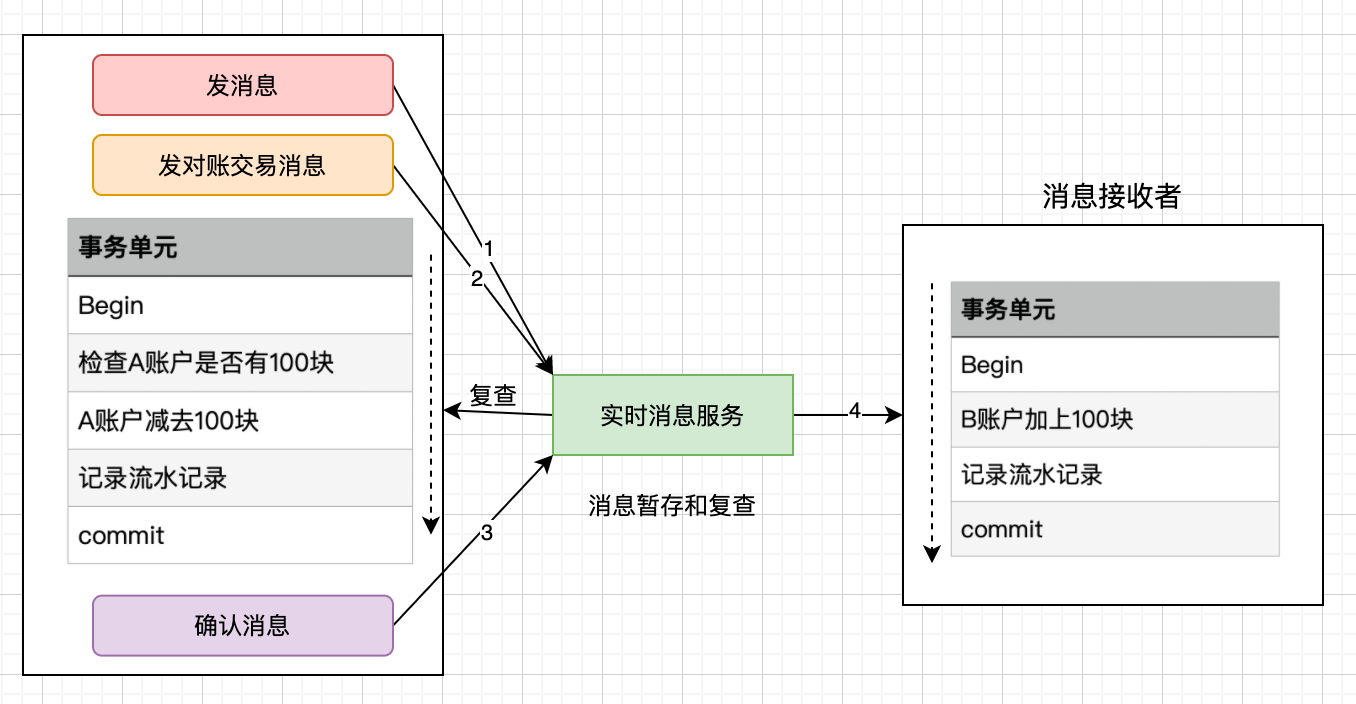 发消息
发对账交易消息
事务单元
Begin
检查A账户是否有100块
A账户减去100块
记录流水记录
commit
确认消息
1
2
复查
3
实时消息服务
消息暂存和复查
4
消息接收者
事务单元
Begin
B账户加上100块
记录流水记录
commit